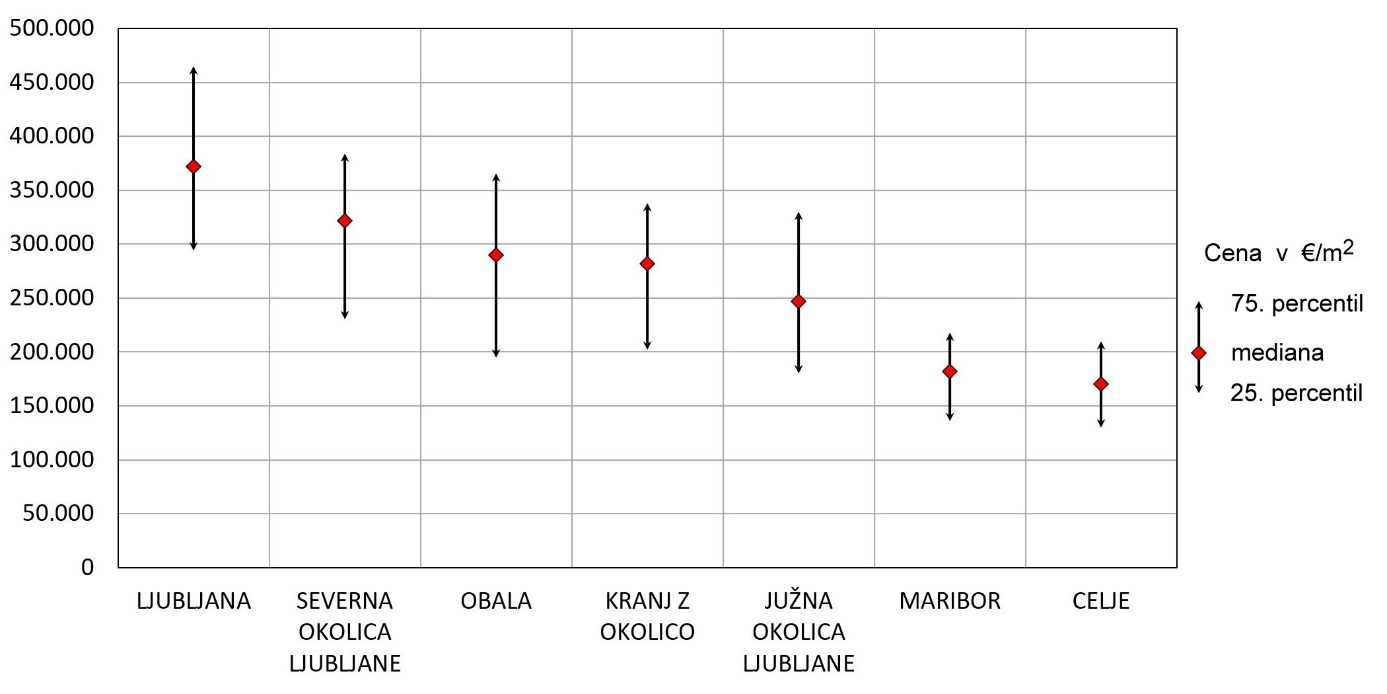 500.000
450.000
400.000
350.000
300.000
250.000
200.000
150.000
100.000
50.000
0
LJUBLJANA
SEVERNA
OKOLICA
LJUBLJANE
OBALA
KRANJ Z
OKOLICO
JUŽNA
OKOLICA
LJUBLJANE
MARIBOR
CELJE
Cena v €/m²
75. percentil
mediana
25. percentil